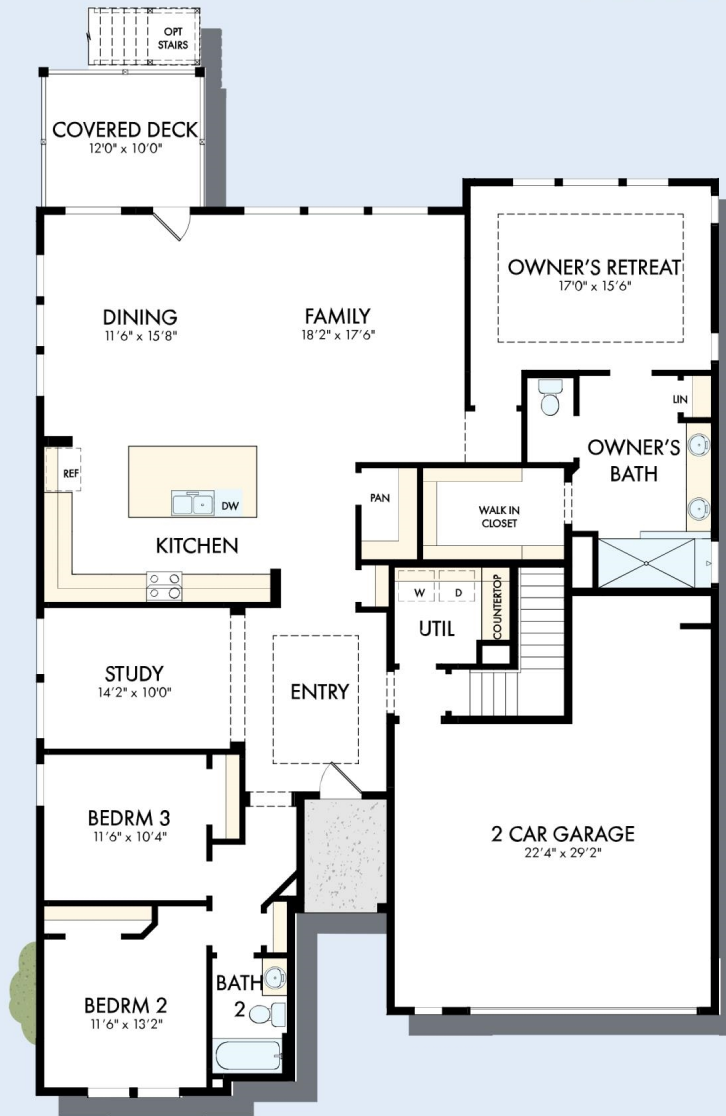 OPT
STAIRS
COVERED DECK
12'0" x 10'0"
OWNER'S RETREAT
17'0" x 15'6"
DINING
11'6" x 15'8"
FAMILY
18'2" x 17'6"
LIN
OWNER'S
BATH
REF
PAN
DW
WALK IN
CLOSET
KITCHEN
W
D
COUNTERTOP
UTIL
STUDY
14'2" x 10'0"
ENTRY
BEDRM 3
11'6" x 10'4"
2 CAR GARAGE
22'4" x 29'2"
BATH
2
BEDRM 2
11'6" x 13'2"